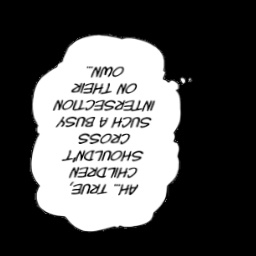 AH... TRUE,
CHILDREN
SHOULDN'T
CROSS
SUCH A BUSY
INTERSECTION
ON THEIR
OWN...